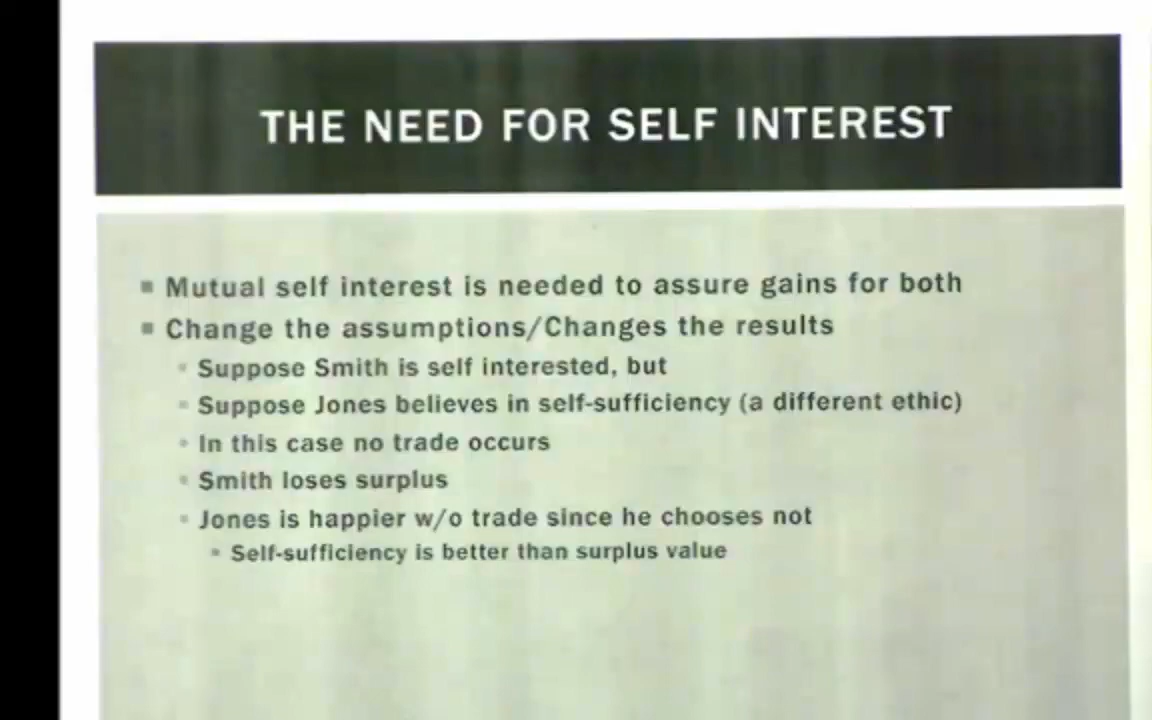 THE NEED FOR SELF INTEREST
Mutual self interest is needed to assure gains for both
Change the assumptions/Changes the results
Suppose Smith is self interested, but
Suppose Jones believes in self-sufficiency (a different ethic)
In this case no trade occurs
Smith loses surplus
Jones is happier w/o trade since he chooses not
Self-sufficiency is better than surplus value